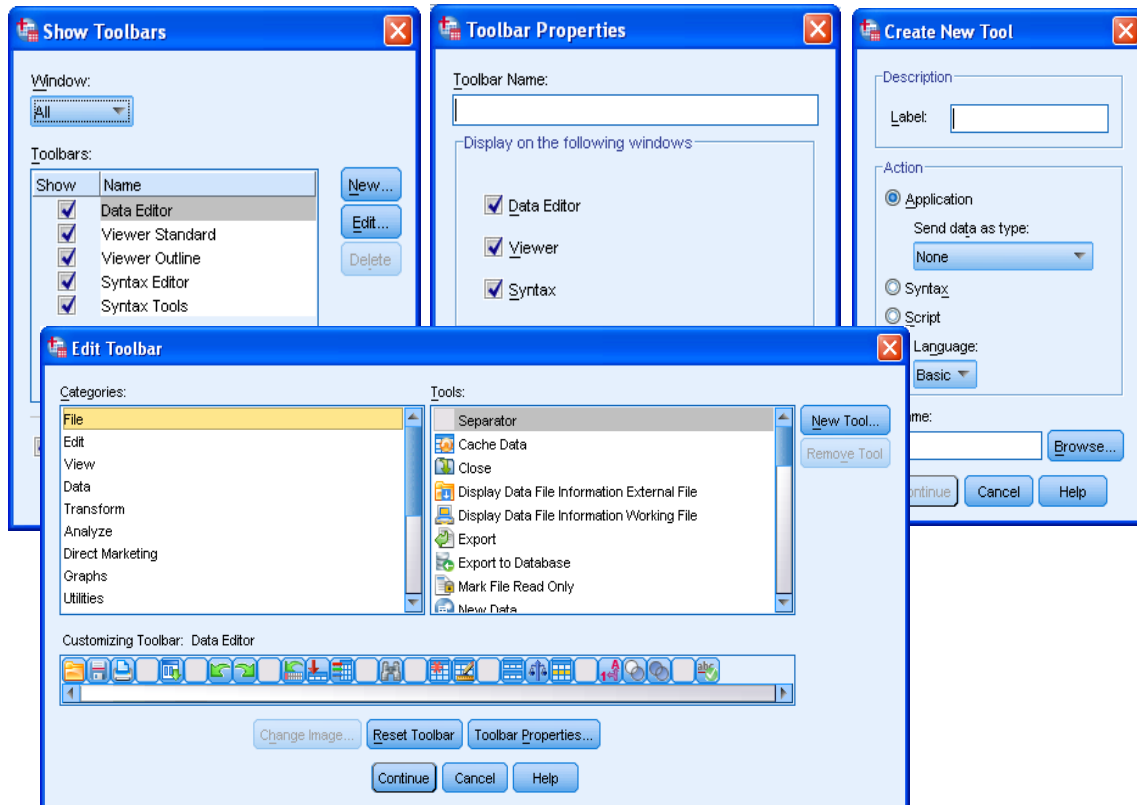 Show Toolbars
Window:
All
Toolbars:
Show Name
Data Editor
Viewer Standard
Viewer Outline
Syntax Editor
Syntax Tools
New...
Edit...
Delete
Toolbar Properties
Toolbar Name:
Display on the following windows
Data Editor
Viewer
Syntax
Create New Tool
Description
Label:
Action
Application
Send data as type:
None
Syntax
Script
Language:
Basic
Browse...
Cancel
Help
Edit Toolbar
Categories:
File
Edit
View
Data
Transform
Analyze
Direct Marketing
Graphs
Utilities
Tools:
Separator
Cache Data
Close
Display Data File Information External File
Display Data File Information Working File
Export
Export to Database
Mark File Read Only
New Data
New Tool...
Remove Tool
Customizing Toolbar: Data Editor
Change Image...
Reset Toolbar
Toolbar Properties...
Continue
Cancel
Help